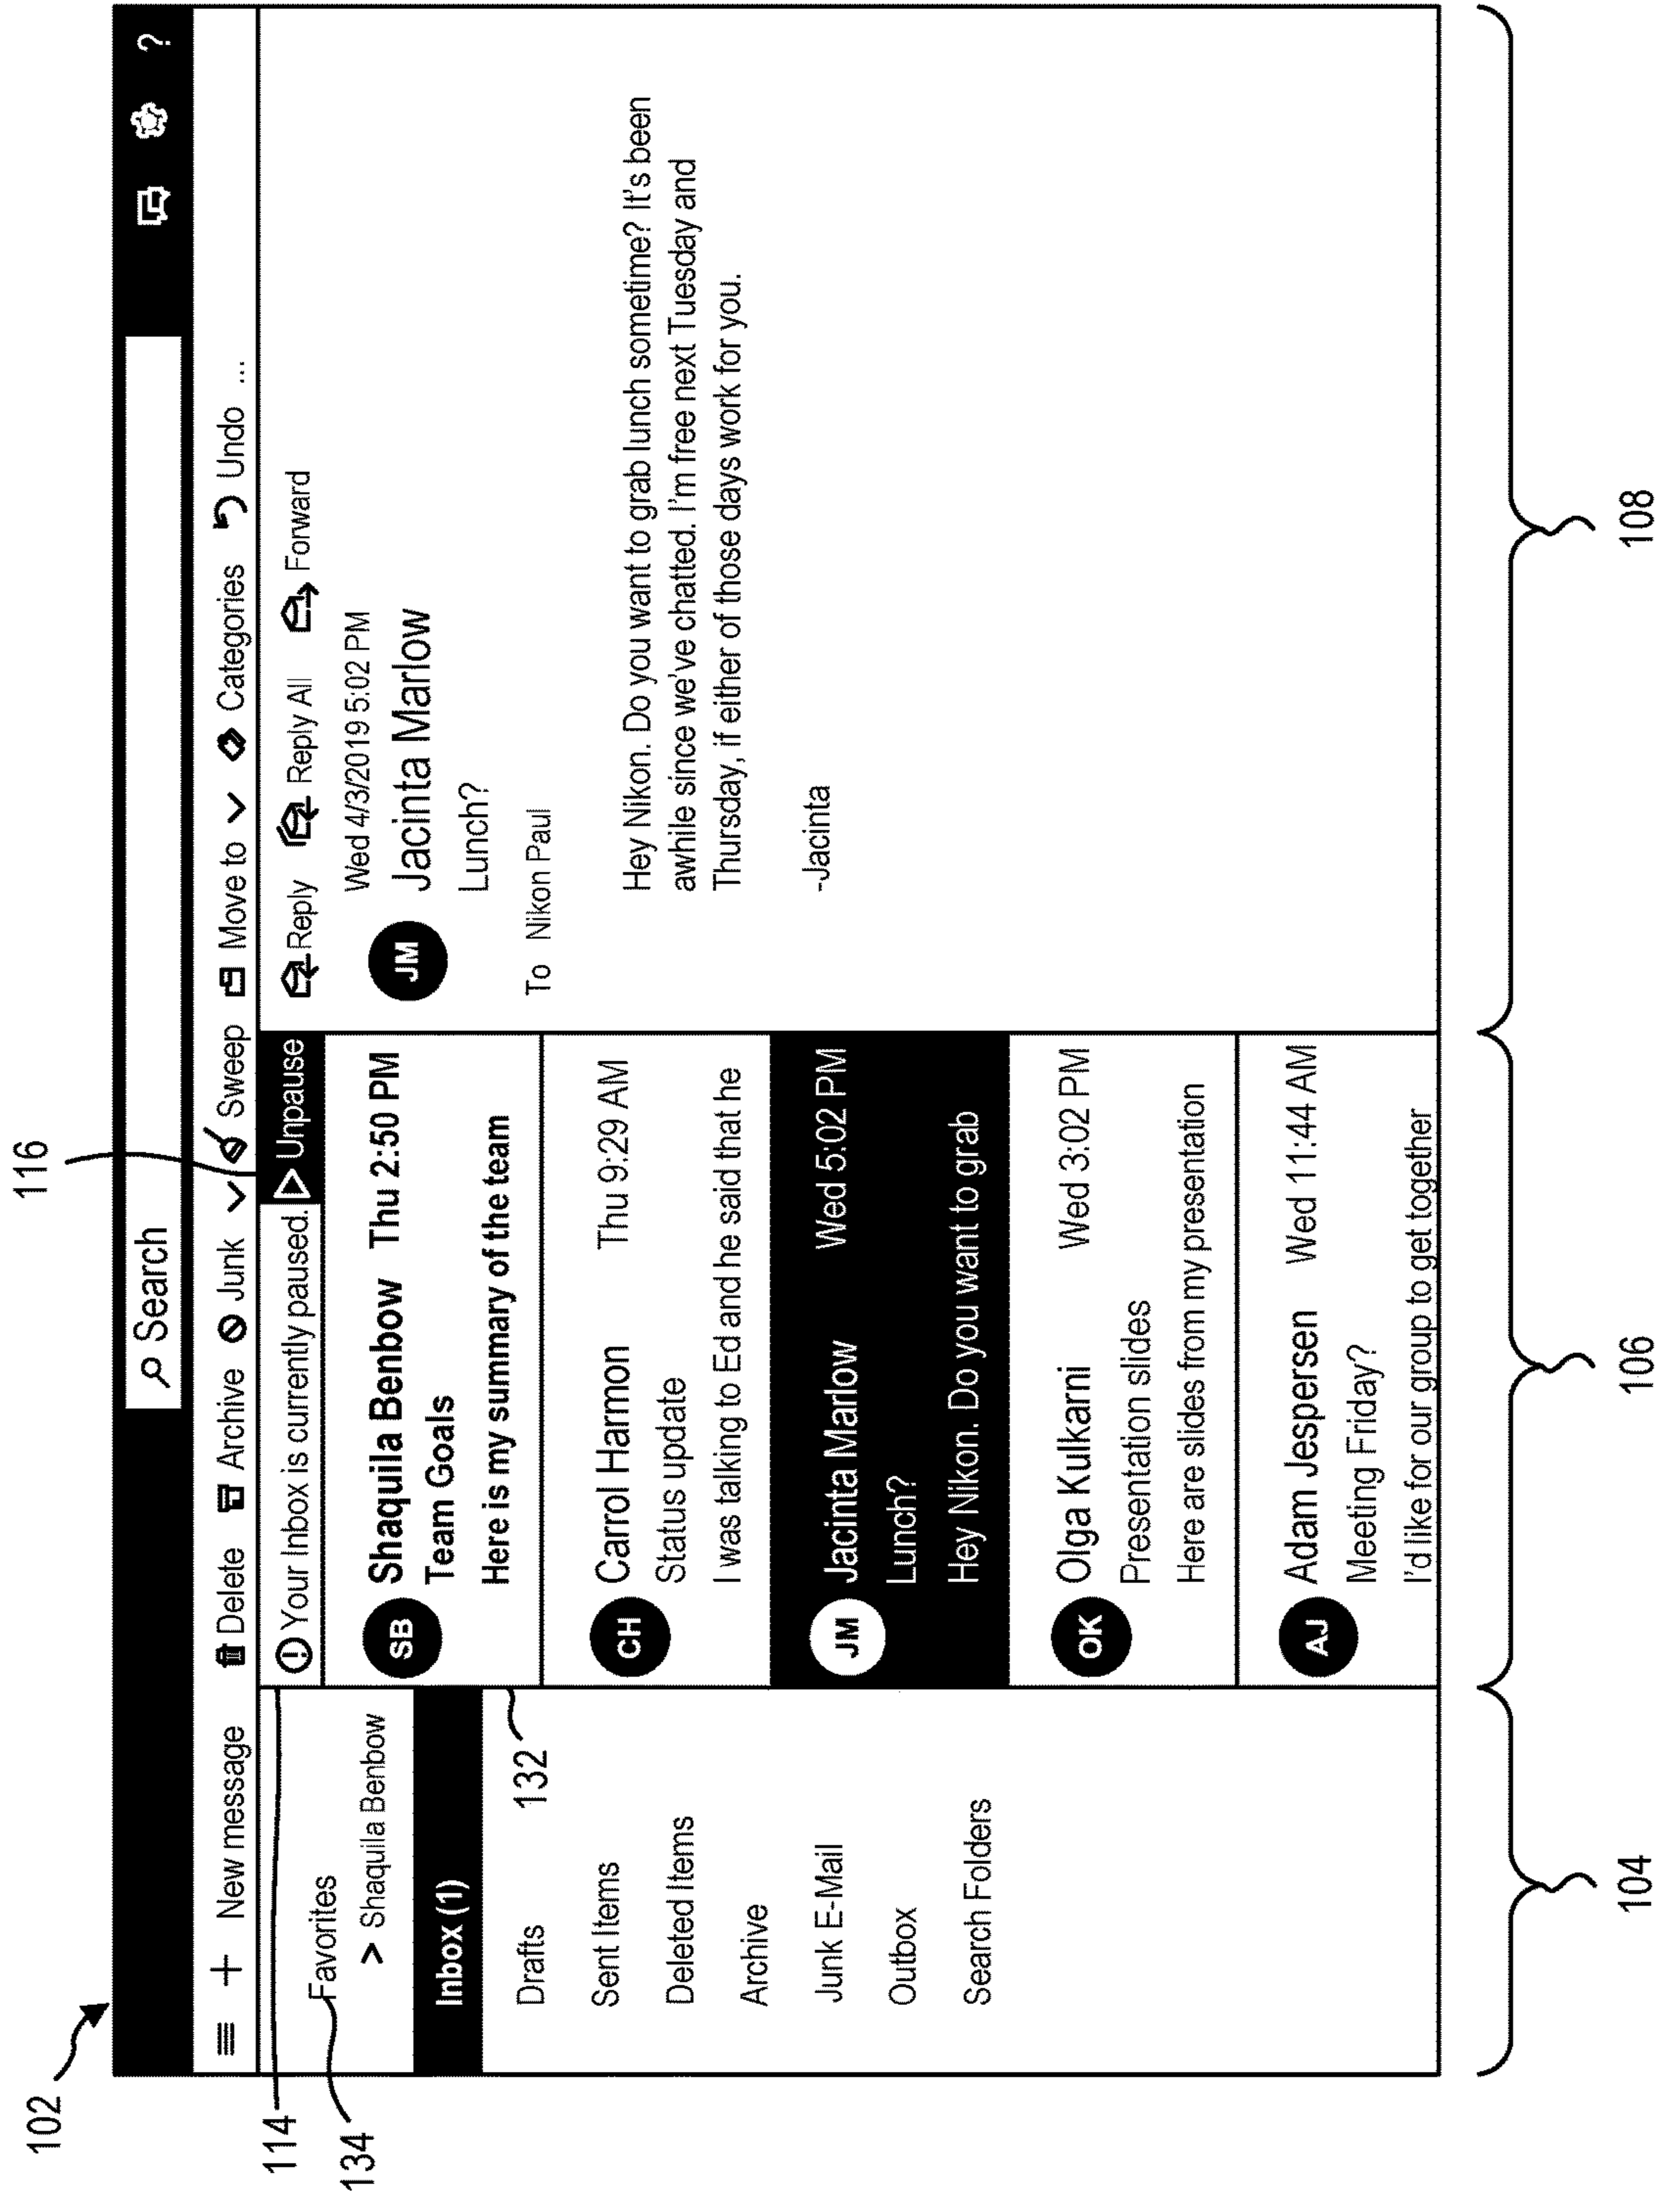 102
116
Search
?
New message
Delete
Archive
Junk
Sweep
Move to
Categories
Undo ...
114
134
Favorites
> Shaquila Benbow
Inbox (1)
Drafts
Sent Items
Deleted Items
Archive
Junk E-Mail
Outbox
Search Folders
132
Your Inbox is currently paused.
Unpause
SB
Shaquila Benbow Thu 2:50 PM
Team Goals
Here is my summary of the team
CH
Carrol Harmon Thu 9:29 AM
Status update
I was talking to Ed and he said that he
JM
Jacinta Marlow Wed 5:02 PM
Lunch?
Hey Nikon. Do you want to grab
OK
Olga Kulkarni Wed 3:02 PM
Presentation slides
Here are slides from my presentation
AJ
Adam Jespersen Wed 11:44 AM
Meeting Friday?
I'd like for our group to get together
Reply
Reply All
Forward
Wed 4/3/2019 5:02 PM
JM
Jacinta Marlow
Lunch?
To Nikon Paul
Hey Nikon. Do you want to grab lunch sometime? It's been
awhile since we've chatted. I'm free next Tuesday and
Thursday, if either of those days work for you.
-Jacinta
104
106
108